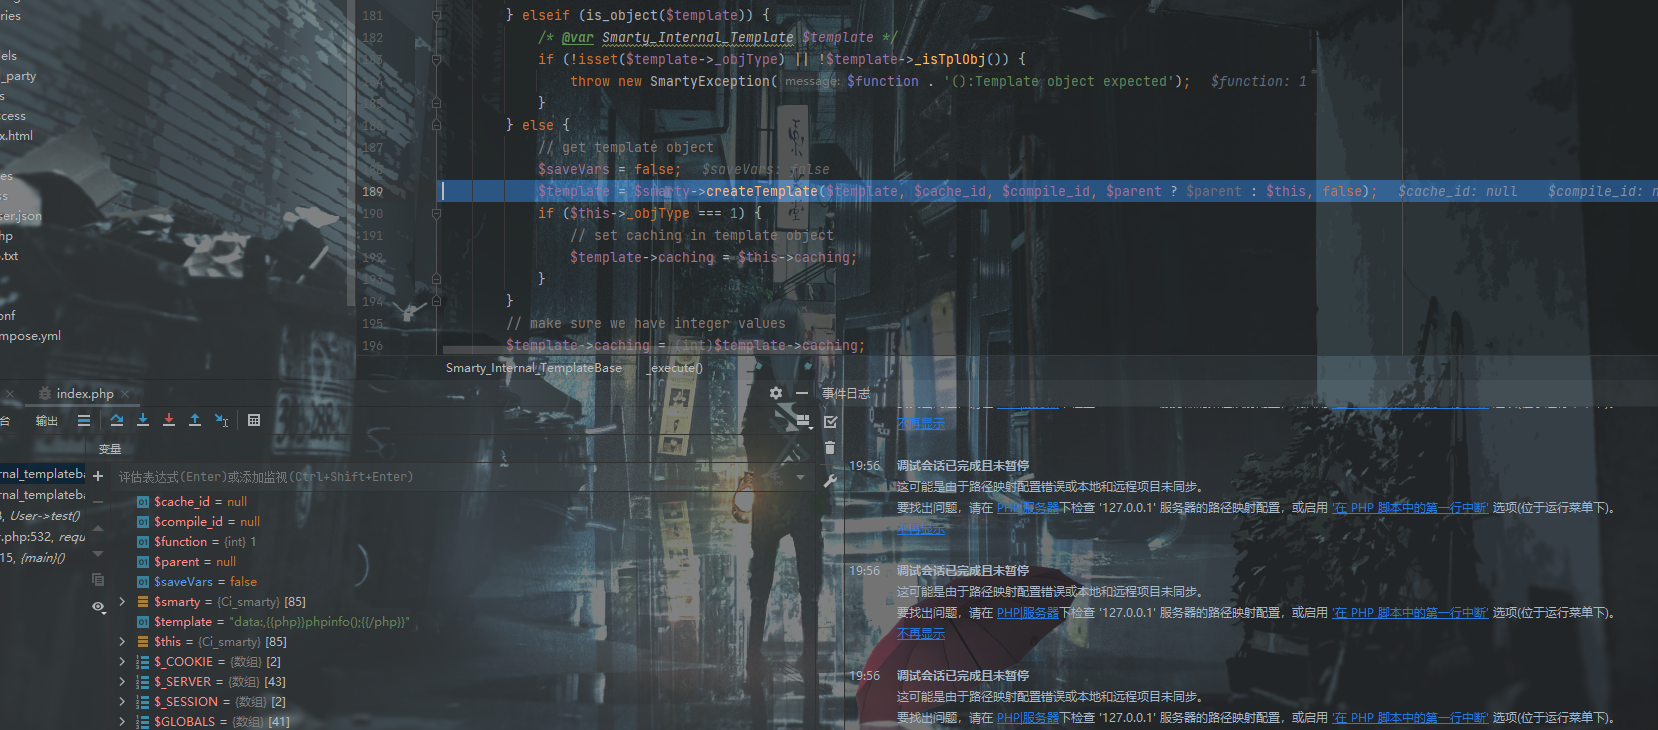 ries
els
_party
s
cess
x.html
es
ss
ser.json
hp
.txt
onf
mpose.yml
181 } elseif (is_object($template)) {
182 /* @var Smarty_Internal_Template $template */
183 if (!isset($template->_objType) || !$template->_isTplObj()) {
throw new SmartyException( message: $function . '():Template object expected'); $function: 1
}
} else {
187 // get template object
$saveVars = false; $saveVars: false
189 $template = $smarty->createTemplate($template, $cache_id, $compile_id, $parent ? $parent : $this, false); $cache_id: null $compile_id: n
190 if ($this->_objType === 1) {
191 // set caching in template object
192 $template->caching = $this->caching;
193 }
194 }
195 // make sure we have integer values
196 $template->caching = (int)$template->caching;
Smarty_Internal_TemplateBase _execute()
index.php
事件日志
台 输出
变量
评估表达式(Enter)或添加监视(Ctrl+Shift+Enter)
rnal_templateba
rnal_templateba
3, User->test()
r.php:532, requ
15, {main}()
$cache_id = null
$compile_id = null
$function = {int} 1
$parent = null
$saveVars = false
$smarty = {Ci_smarty} [85]
$template = "data:,{{php}}phpinfo();{{/php}}"
$this = {Ci_smarty} [85]
$_COOKIE = {数组} [2]
$_SERVER = {数组} [43]
$_SESSION = {数组} [2]
$GLOBALS = {数组} [41]
不再显示
19:56 调试会话已完成且未暂停
这可能是由于路径映射配置错误或本地和远程项目未同步。
要找出问题，请在 PHP|服务器下检查 '127.0.0.1' 服务器的路径映射配置，或启用 '在 PHP 脚本中的第一行中断' 选项(位于运行菜单下)。
不再显示
19:56 调试会话已完成且未暂停
这可能是由于路径映射配置错误或本地和远程项目未同步。
要找出问题，请在 PHP|服务器下检查 '127.0.0.1' 服务器的路径映射配置，或启用 '在 PHP 脚本中的第一行中断' 选项(位于运行菜单下)。
不再显示
19:56 调试会话已完成且未暂停
这可能是由于路径映射配置错误或本地和远程项目未同步。
要找出问题，请在 PHP|服务器下检查 '127.0.0.1' 服务器的路径映射配置，或启用 '在 PHP 脚本中的第一行中断' 选项(位于运行菜单下)。